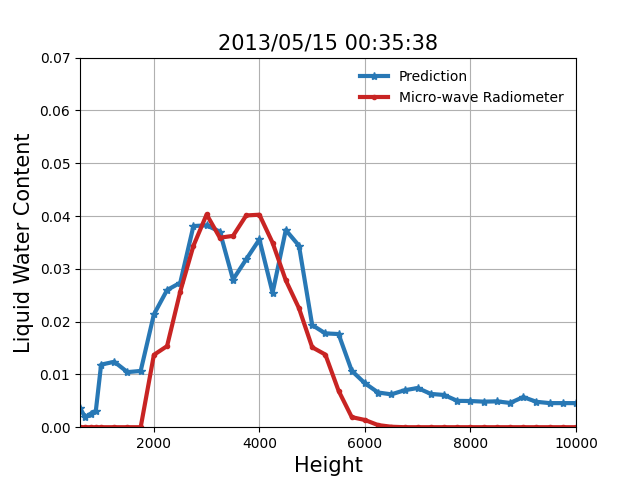 2013/05/15 00:35:38
0.07
0.06
0.05
0.04
0.03
0.02
0.01
0.00
Liquid Water Content
Prediction
Micro-wave Radiometer
2000 4000 6000 8000 10000
Height